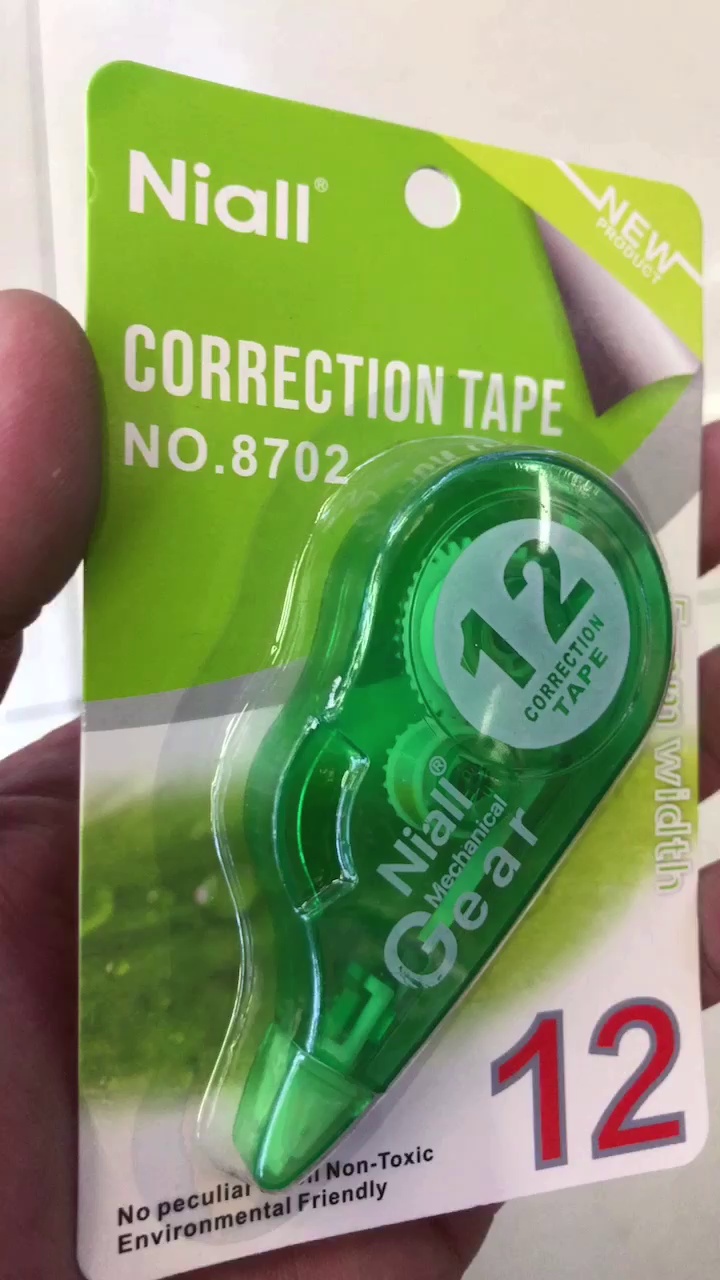 Niall®
NEW
PRODUCT
CORRECTION TAPE
NO.8702
12
CORRECTION
TAPE
width
Niall®
Mechanical
Gear
12
No peculiar Non-Toxic
Environmental Friendly